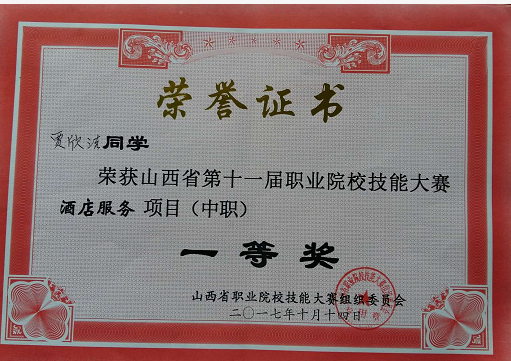 荣誉证书
贾欣洁同学
荣获山西省第十一届职业院校技能大赛
酒店服务 项目（中职）
一等奖
山西省职业院校技能大赛组织委员会
二〇一七年十月十四日